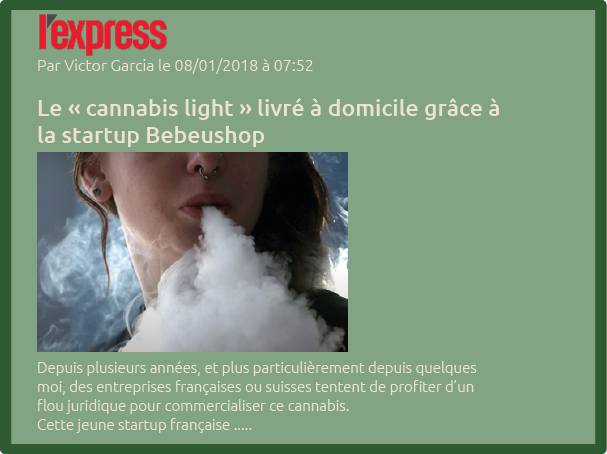 l'express
Par Victor Garcia le 08/01/2018 à 07:52
Le « cannabis light » livré à domicile grâce à
la startup Bebeushop
Depuis plusieurs années, et plus particulièrement depuis quelques
moi, des entreprises françaises ou suisses tentent de profiter d'un
flou juridique pour commercialiser ce cannabis.
Cette jeune startup française .....